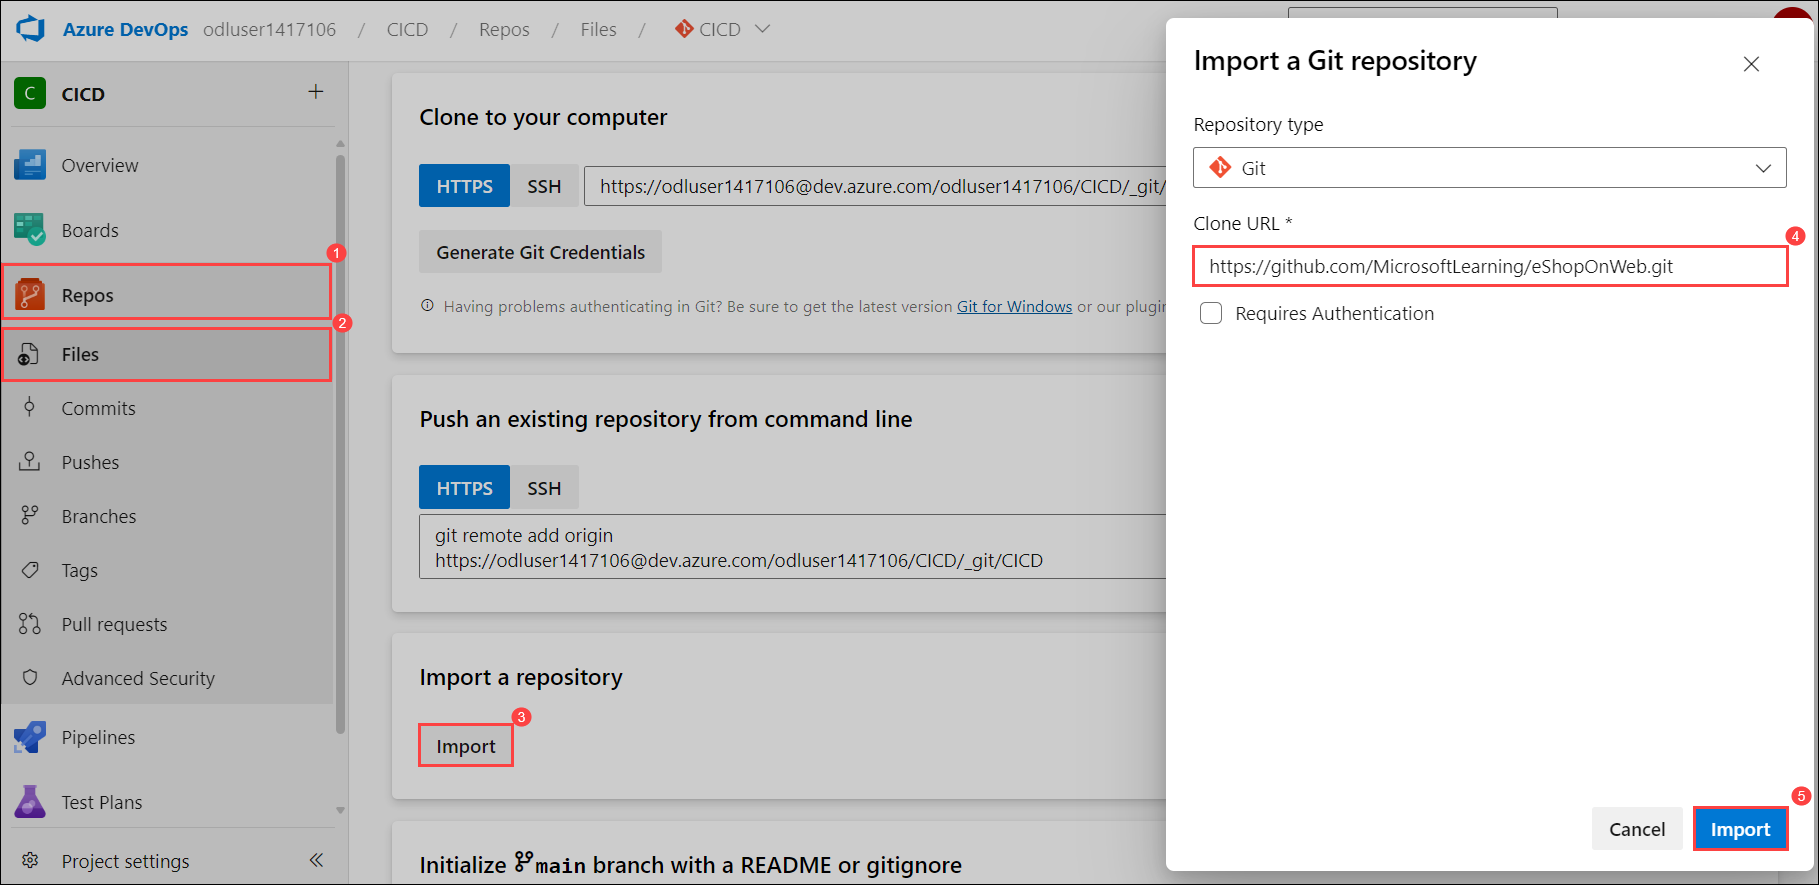 Azure DevOps odluser1417106 / CICD / Repos / Files / CICD
C CICD +
Overview
Boards
1
Repos
2
Files
Commits
Pushes
Branches
Tags
Pull requests
Advanced Security
Pipelines
Test Plans
Project settings
Clone to your computer
HTTPS SSH https://odluser1417106@dev.azure.com/odluser1417106/CICD/_git/
Generate Git Credentials
Having problems authenticating in Git? Be sure to get the latest version Git for Windows or our plugin
Push an existing repository from command line
HTTPS SSH
git remote add origin
https://odluser1417106@dev.azure.com/odluser1417106/CICD/_git/CICD
Import a repository
3
Import
Initialize main branch with a README or gitignore
Import a Git repository
Repository type
Git
Clone URL *
4
https://github.com/MicrosoftLearning/eShopOnWeb.git
Requires Authentication
5
Cancel Import